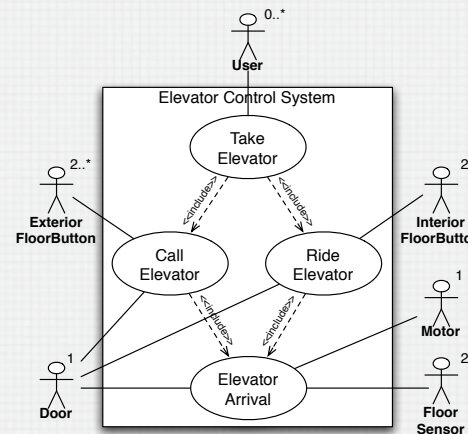 0..*
User
Elevator Control System
Take
Elevator
<<include>>
<<include>>
2..*
Exterior
FloorButton
2
Interior
FloorButto
Call
Elevator
Ride
Elevator
<<include>>
<<include>>
1
Motor
1
Door
Elevator
Arrival
2
Floor
Sensor